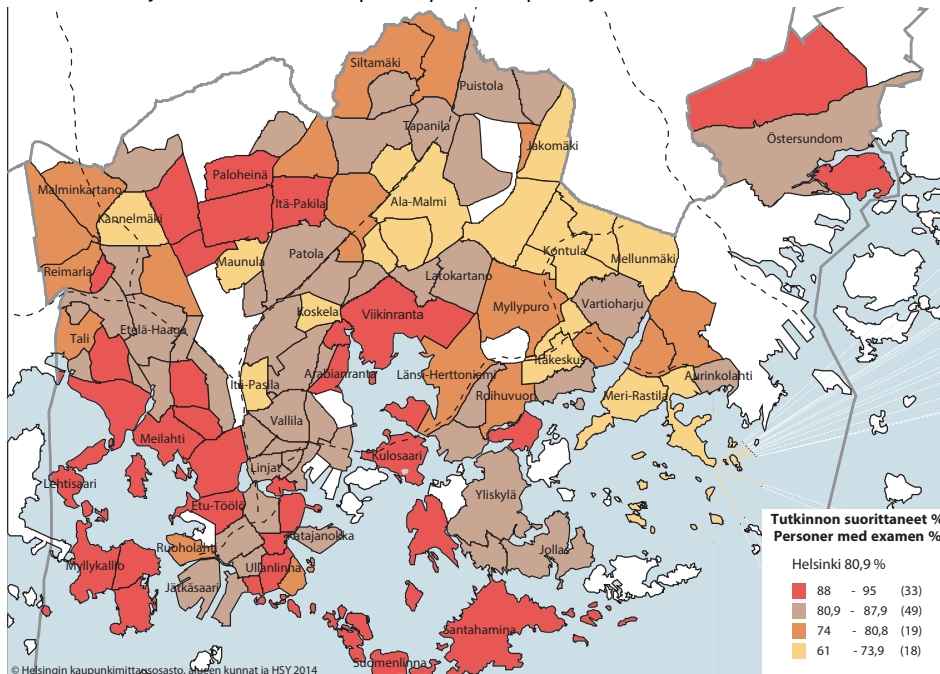 Siltamäki
Puistola
Tapanila
Jakomäki
Östersundom
Paloheinä
Malminkartano
Itä-Pakila
Ala-Malmi
Kannelmäki
Maunula
Patola
Kontula
Mellunmäki
Reimarla
Latokartano
Vartioharju
Myllypuro
Koskela
Viikinranta
Tali
Etelä-Haaga
Itäkeskus
Itä-Pasila
Arabianranta
Länsi-Herttoniemi
Aurinkolahti
Roihuvuori
Meri-Rastila
Vallila
Meilahti
Kulosaari
Linjat
Lehtisaari
Yliskylä
Etu-Töölö
Katajanokka
Ruoholahti
Jollas
Myllykallio
Ullanlinna
Jätkäsaari
Santahamina
Suomenlinna
Tutkinnon suorittaneet %
Personer med examen %
Helsinki 80,9 %
88 - 95 (33)
80,9 - 87,9 (49)
74 - 80,8 (19)
61 - 73,9 (18)
© Helsingin kaupunkimittausosasto, alueen kunnat ja HSY 2014